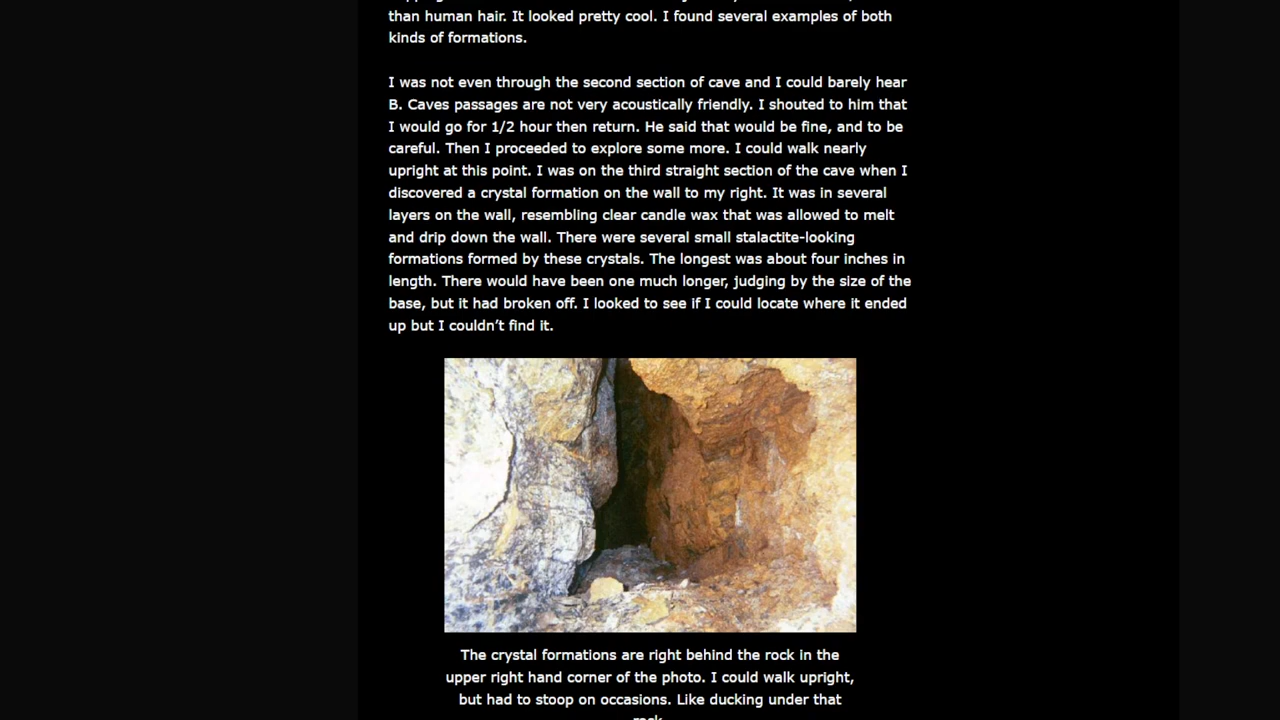 than human hair. It looked pretty cool. I found several examples of both
kinds of formations.
I was not even through the second section of cave and I could barely hear
B. Caves passages are not very acoustically friendly. I shouted to him that
I would go for 1/2 hour then return. He said that would be fine, and to be
careful. Then I proceeded to explore some more. I could walk nearly
upright at this point. I was on the third straight section of the cave when I
discovered a crystal formation on the wall to my right. It was in several
layers on the wall, resembling clear candle wax that was allowed to melt
and drip down the wall. There were several small stalactite-looking
formations formed by these crystals. The longest was about four inches in
length. There would have been one much longer, judging by the size of the
base, but it had broken off. I looked to see if I could locate where it ended
up but I couldn’t find it.
The crystal formations are right behind the rock in the
upper right hand corner of the photo. I could walk upright,
but had to stoop on occasions. Like ducking under that